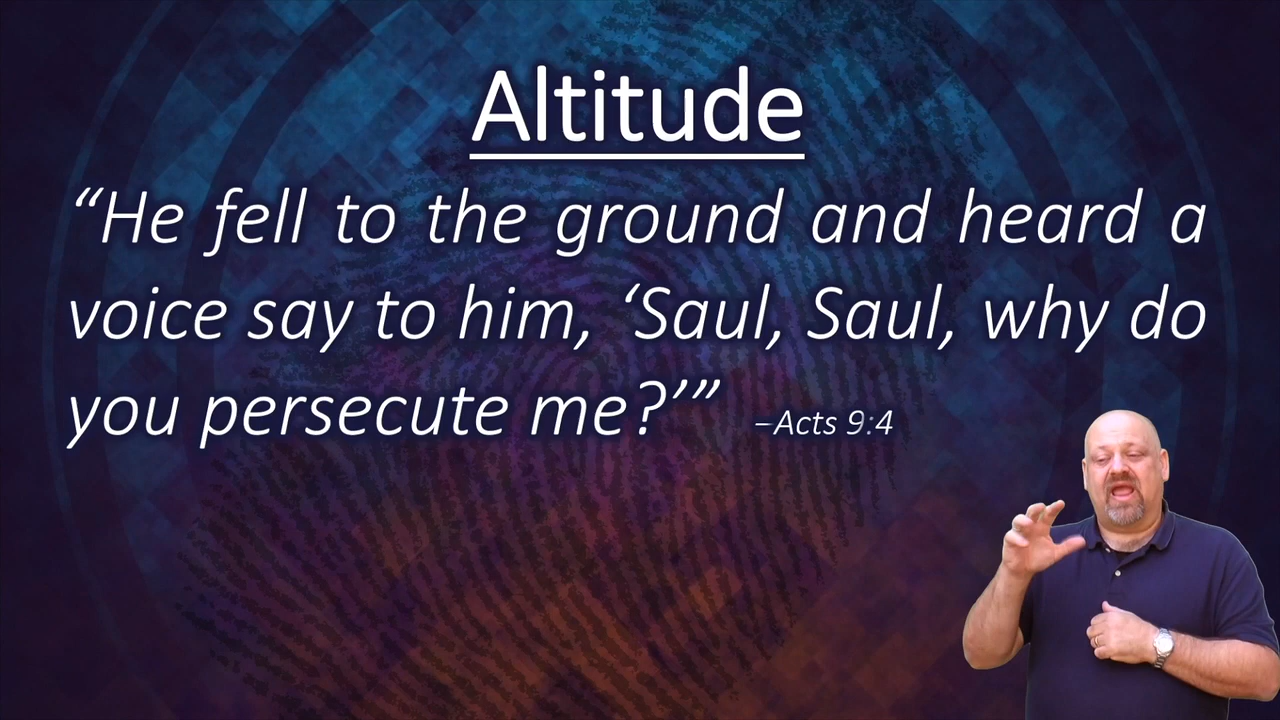 Altitude
“He fell to the ground and heard a
voice say to him, ‘Saul, Saul, why do
you persecute me?’” –Acts 9:4